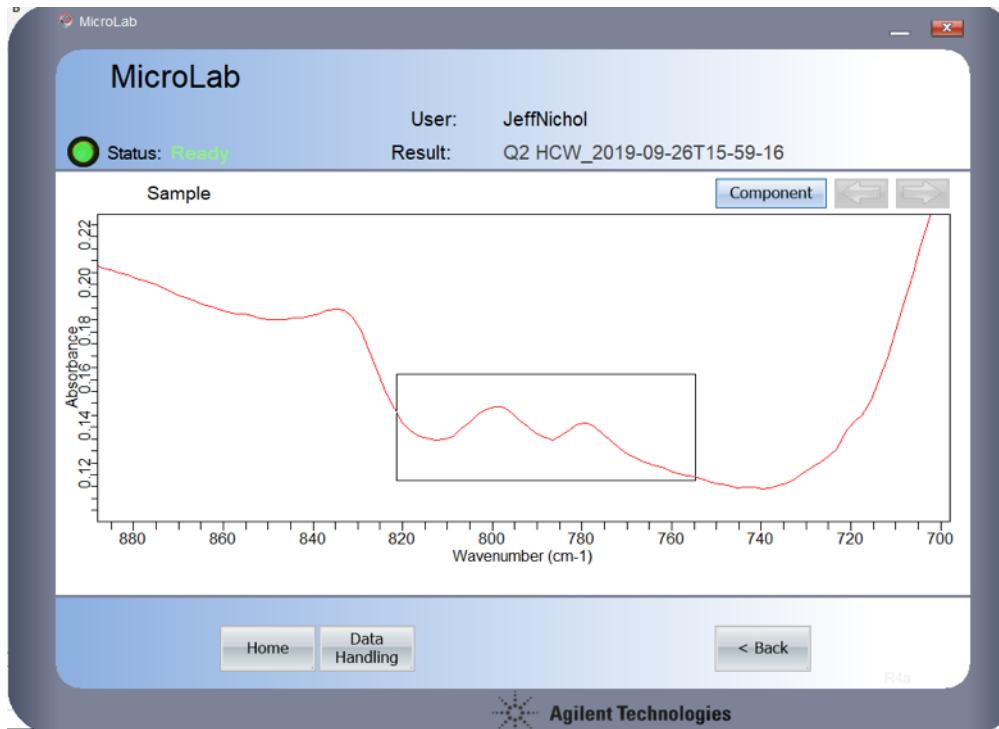 MicroLab
MicroLab
User: JeffNichol
Status: Ready Result: Q2 HCW_2019-09-26T15-59-16
Sample Component
0.22
0.20
0.18
0.16
0.14
0.12
Absorbance
880 860 840 820 800 780 760 740 720 700
Wavenumber (cm-1)
Home Data Handling < Back
R4a
Agilent Technologies